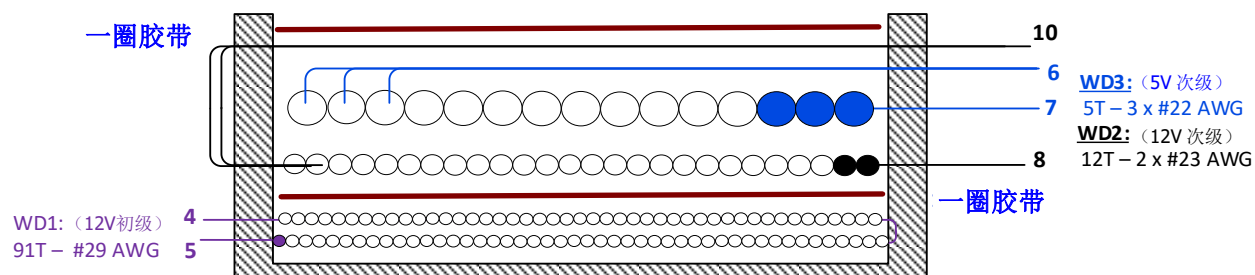 一圈胶带
10
6
WD3:（5V 次级）
7
5T – 3 x #22 AWG
WD2:（12V 次级）
8
12T – 2 x #23 AWG
一圈胶带
WD1:（12V初级） 4
91T – #29 AWG 5